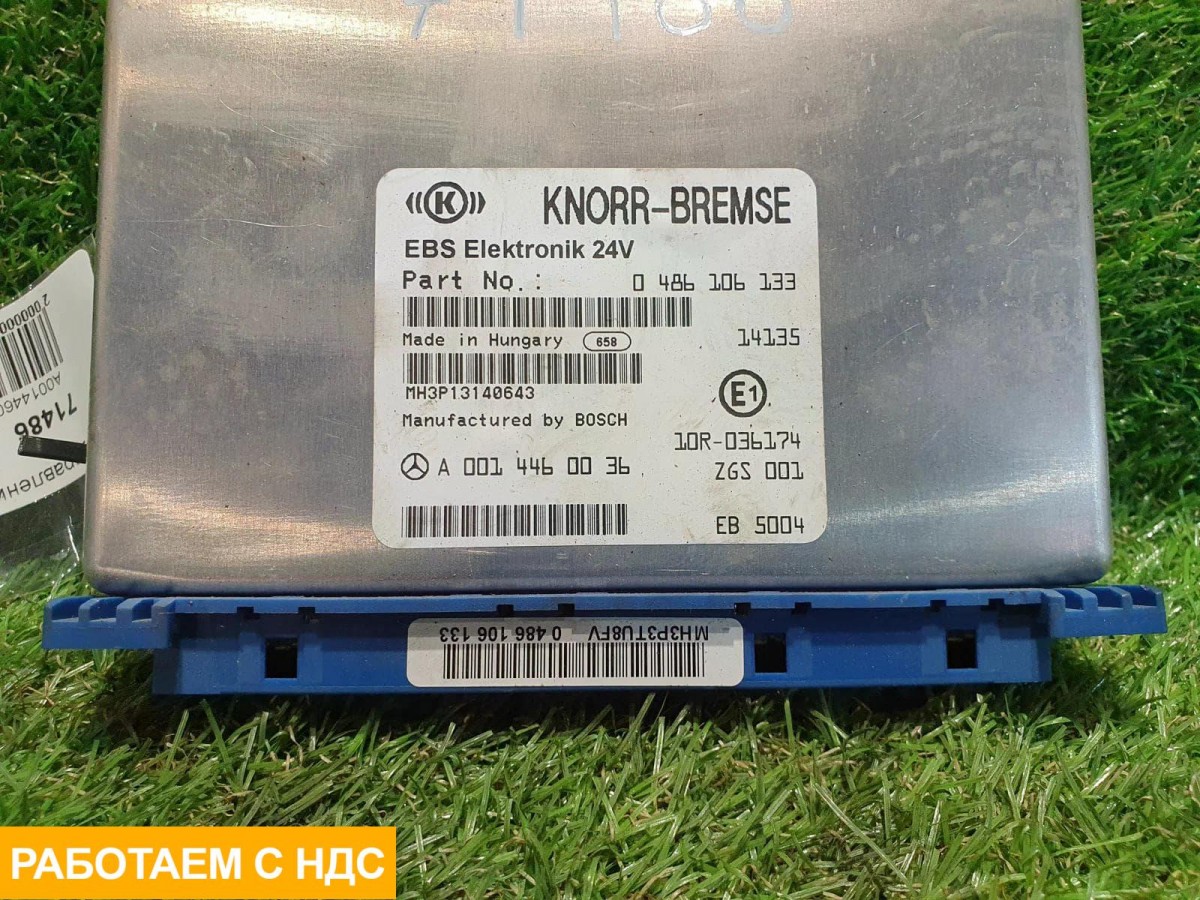 K KNORR-BREMSE
EBS Elektronik 24V
Part No.: 0 486 106 133
Made in Hungary 658 14135
MH3P13140643
E1
Manufactured by BOSCH
10R-036174
A 001 446 00 36 ZGS 001
EB 5004
MH3P3TU8FV 0 486 106 133
71486
РАБОТАЕМ С НДС